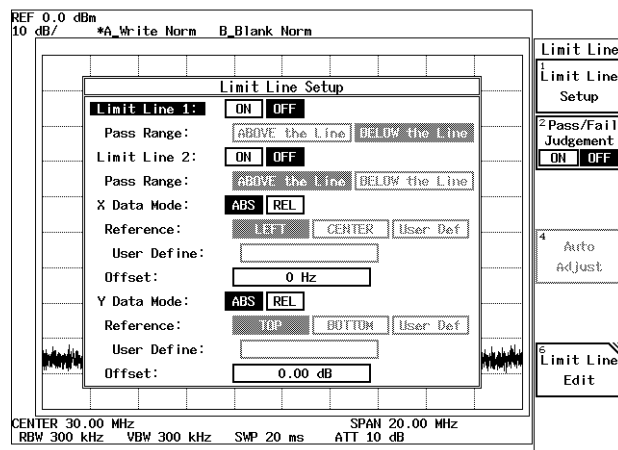 REF 0.0 dBm
10 dB/ *A_Write Norm B_Blank Norm
Limit Line
1
Limit Line
Setup
2 Pass/Fail
Judgement
ON OFF
4
Auto
Adjust
6
Limit Line
Edit
Limit Line Setup
Limit Line 1: ON OFF
Pass Range: ABOVE the Line BELOW the Line
Limit Line 2: ON OFF
Pass Range: ABOVE the Line BELOW the Line
X Data Mode: ABS REL
Reference: LEFT CENTER User Def
User Define:
Offset: 0 Hz
Y Data Mode: ABS REL
Reference: TOP BOTTOM User Def
User Define:
Offset: 0.00 dB
CENTER 30.00 MHz SPAN 20.00 MHz
RBW 300 kHz VBW 300 kHz SWP 20 ms ATT 10 dB